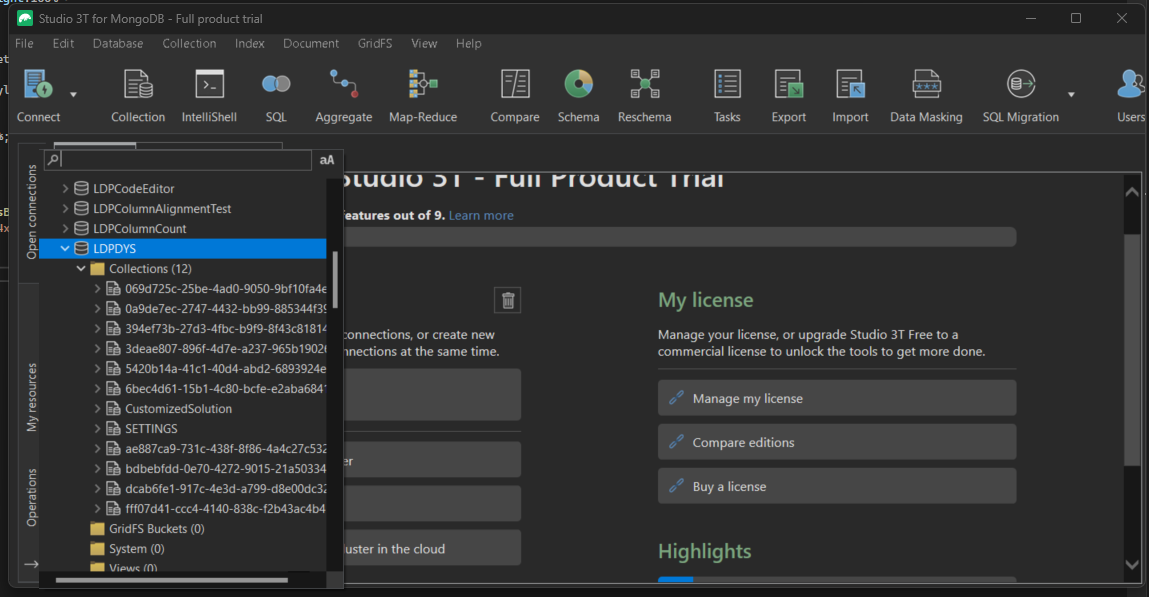 Studio 3T for MongoDB - Full product trial
File Edit Database Collection Index Document GridFS View Help
Connect Collection IntelliShell SQL Aggregate Map-Reduce Compare Schema Reschema Tasks Export Import Data Masking SQL Migration Users
Open connections
My resources
Operations
aA
LDPCodeEditor
LDPColumnAlignmentTest
LDPColumnCount
LDPDYS
Collections (12)
069d725c-25be-4ad0-9050-9bf10fa4e
0a9de7ec-2747-4432-bb99-885344f39
394ef73b-27d3-4fbc-b9f9-8f43c81814
3deae807-896f-4d7e-a237-965b1902
5420b14a-41c1-40d4-abd2-6893924e
6bec4d61-15b1-4c80-bcfe-e2aba6841
CustomizedSolution
SETTINGS
ae887ca9-731c-438f-8f86-4a4c27c532
bdbebfdd-0e70-4272-9015-21a50334
dcab6fe1-917c-4e3d-a799-d8e00dc32
fff07d41-ccc4-4140-838c-f2b43ac4b4
GridFS Buckets (0)
System (0)
Views (0)
Studio 3T - Full Product Trial
features out of 9. Learn more
connections, or create new
nnections at the same time.
er
luster in the cloud
My license
Manage your license, or upgrade Studio 3T Free to a
commercial license to unlock the tools to get more done.
Manage my license
Compare editions
Buy a license
Highlights